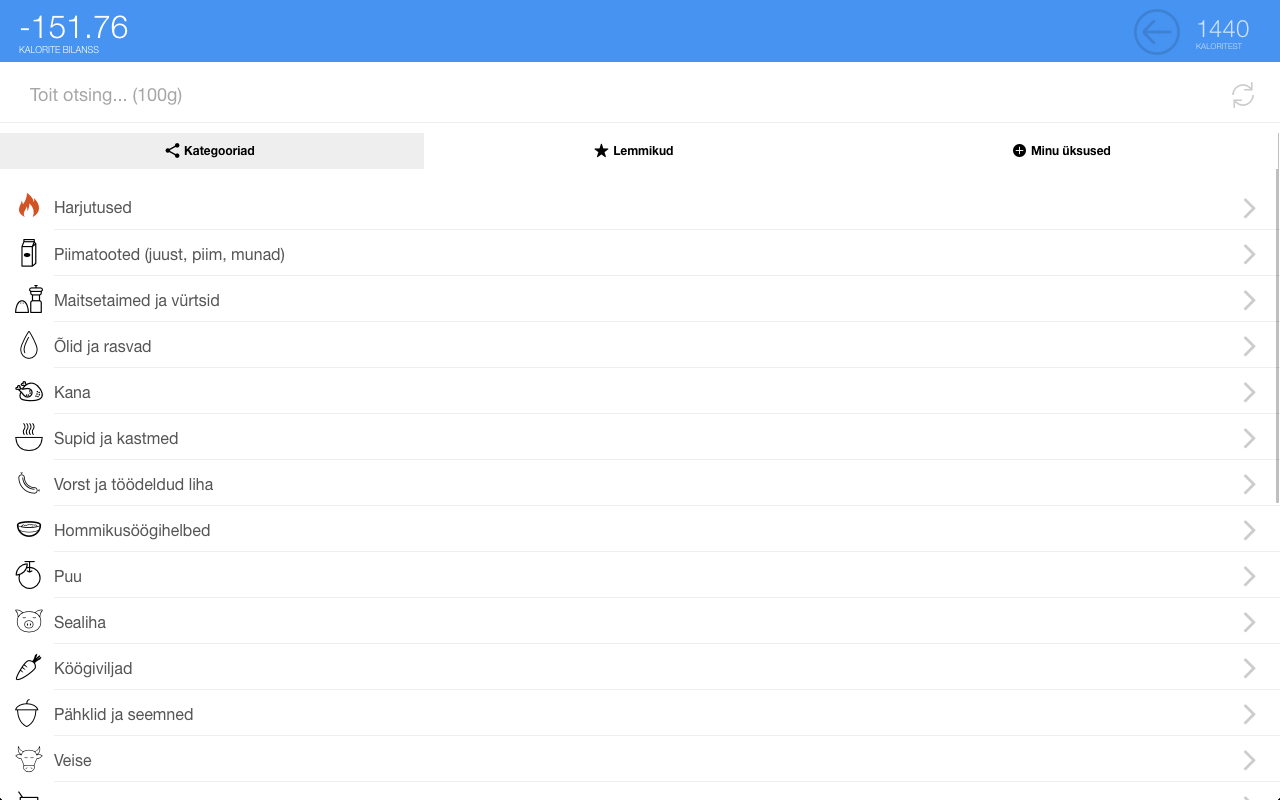 -151.76
KALORITE BILANSS
1440
KALORITEST
Toit otsing... (100g)
Kategooriad
Lemmikud
Minu üksused
Harjutused
Piimatooted (juust, piim, munad)
Maitsetaimed ja vürtsid
Õlid ja rasvad
Kana
Supid ja kastmed
Vorst ja töödeldud liha
Hommikusöögihelbed
Puu
Sealiha
Köögiviljad
Pähklid ja seemned
Veise